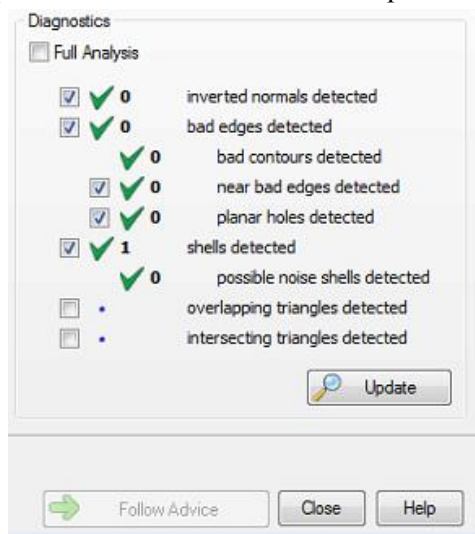 Diagnostics
Full Analysis
0 inverted normals detected
0 bad edges detected
0 bad contours detected
0 near bad edges detected
0 planar holes detected
1 shells detected
0 possible noise shells detected
overlapping triangles detected
intersecting triangles detected
Update
Follow Advice Close Help